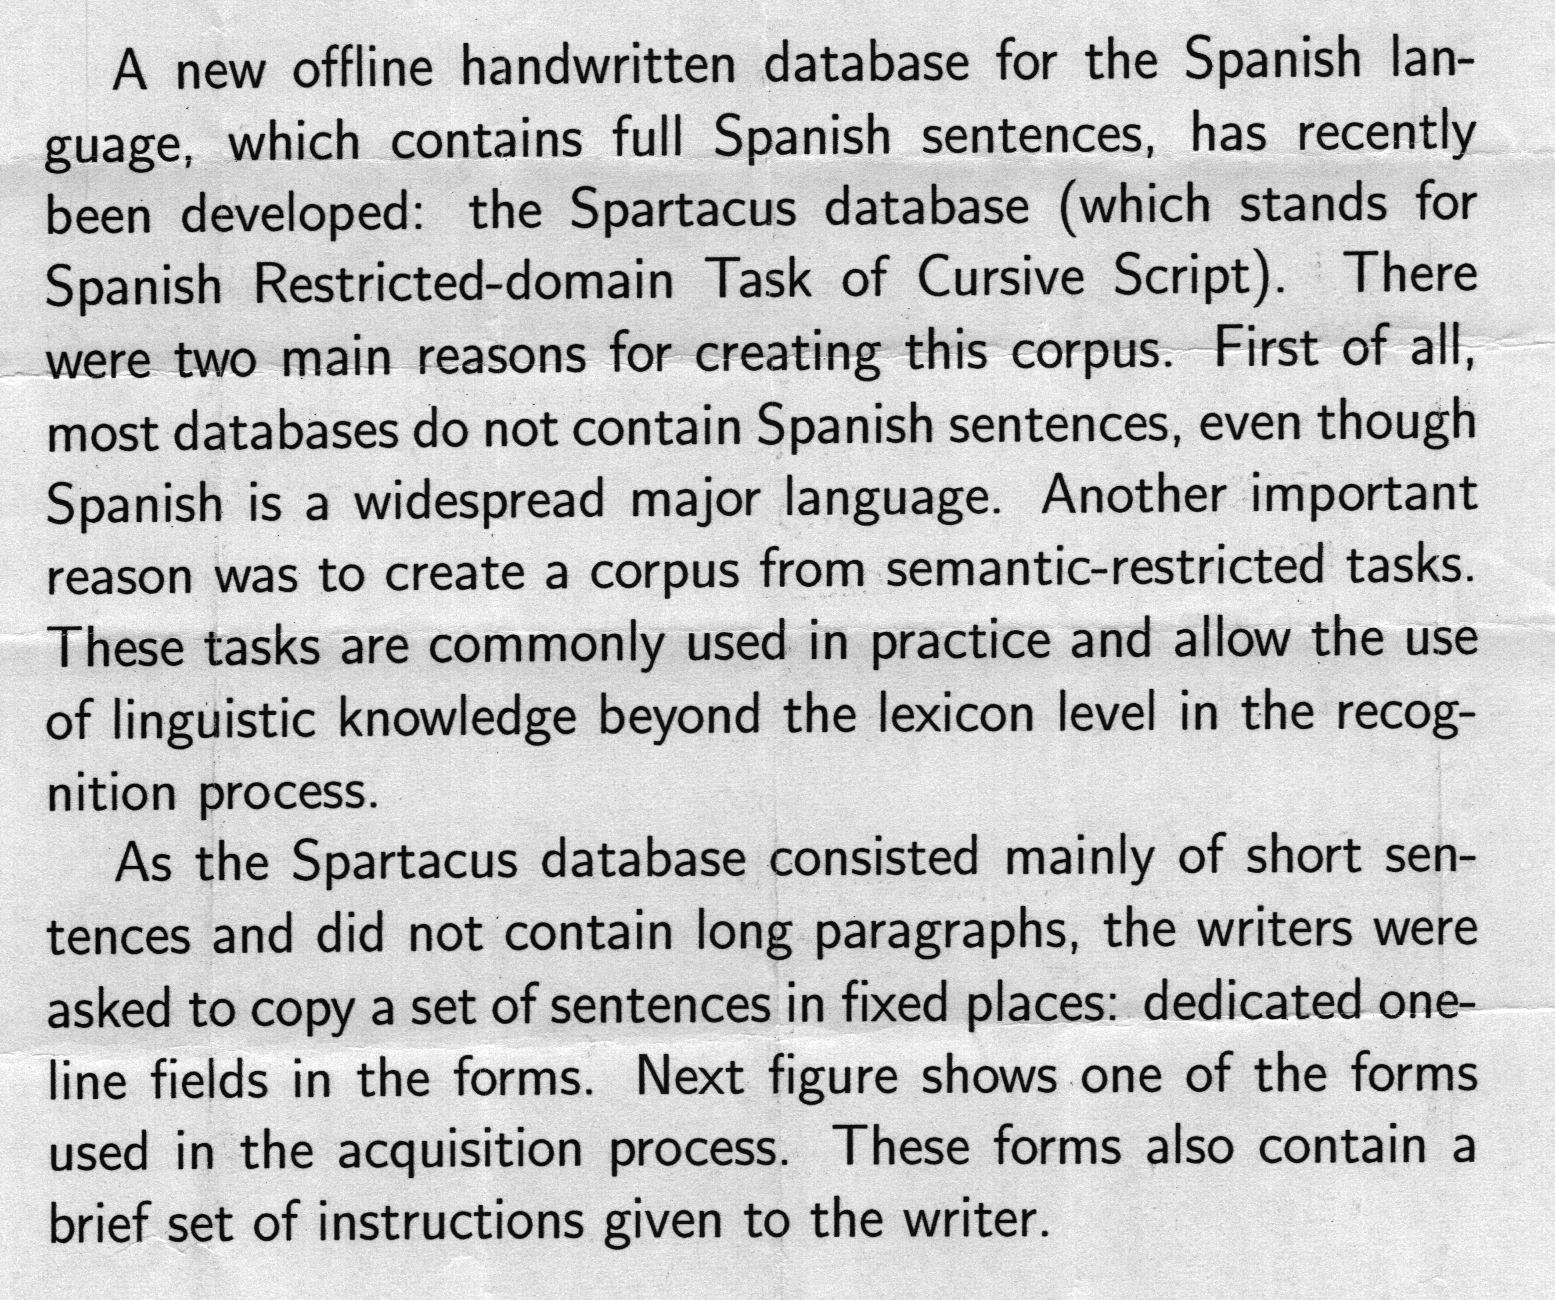 A new offline handwritten database for the Spanish lan-
guage, which contains full Spanish sentences, has recently
been developed: the Spartacus database (which stands for
Spanish Restricted-domain Task of Cursive Script). There
were two main reasons for creating this corpus. First of all,
most databases do not contain Spanish sentences, even though
Spanish is a widespread major language. Another important
reason was to create a corpus from semantic-restricted tasks.
These tasks are commonly used in practice and allow the use
of linguistic knowledge beyond the lexicon level in the recog-
nition process.
As the Spartacus database consisted mainly of short sen-
tences and did not contain long paragraphs, the writers were
asked to copy a set of sentences in fixed places: dedicated one-
line fields in the forms. Next figure shows one of the forms
used in the acquisition process. These forms also contain a
brief set of instructions given to the writer.